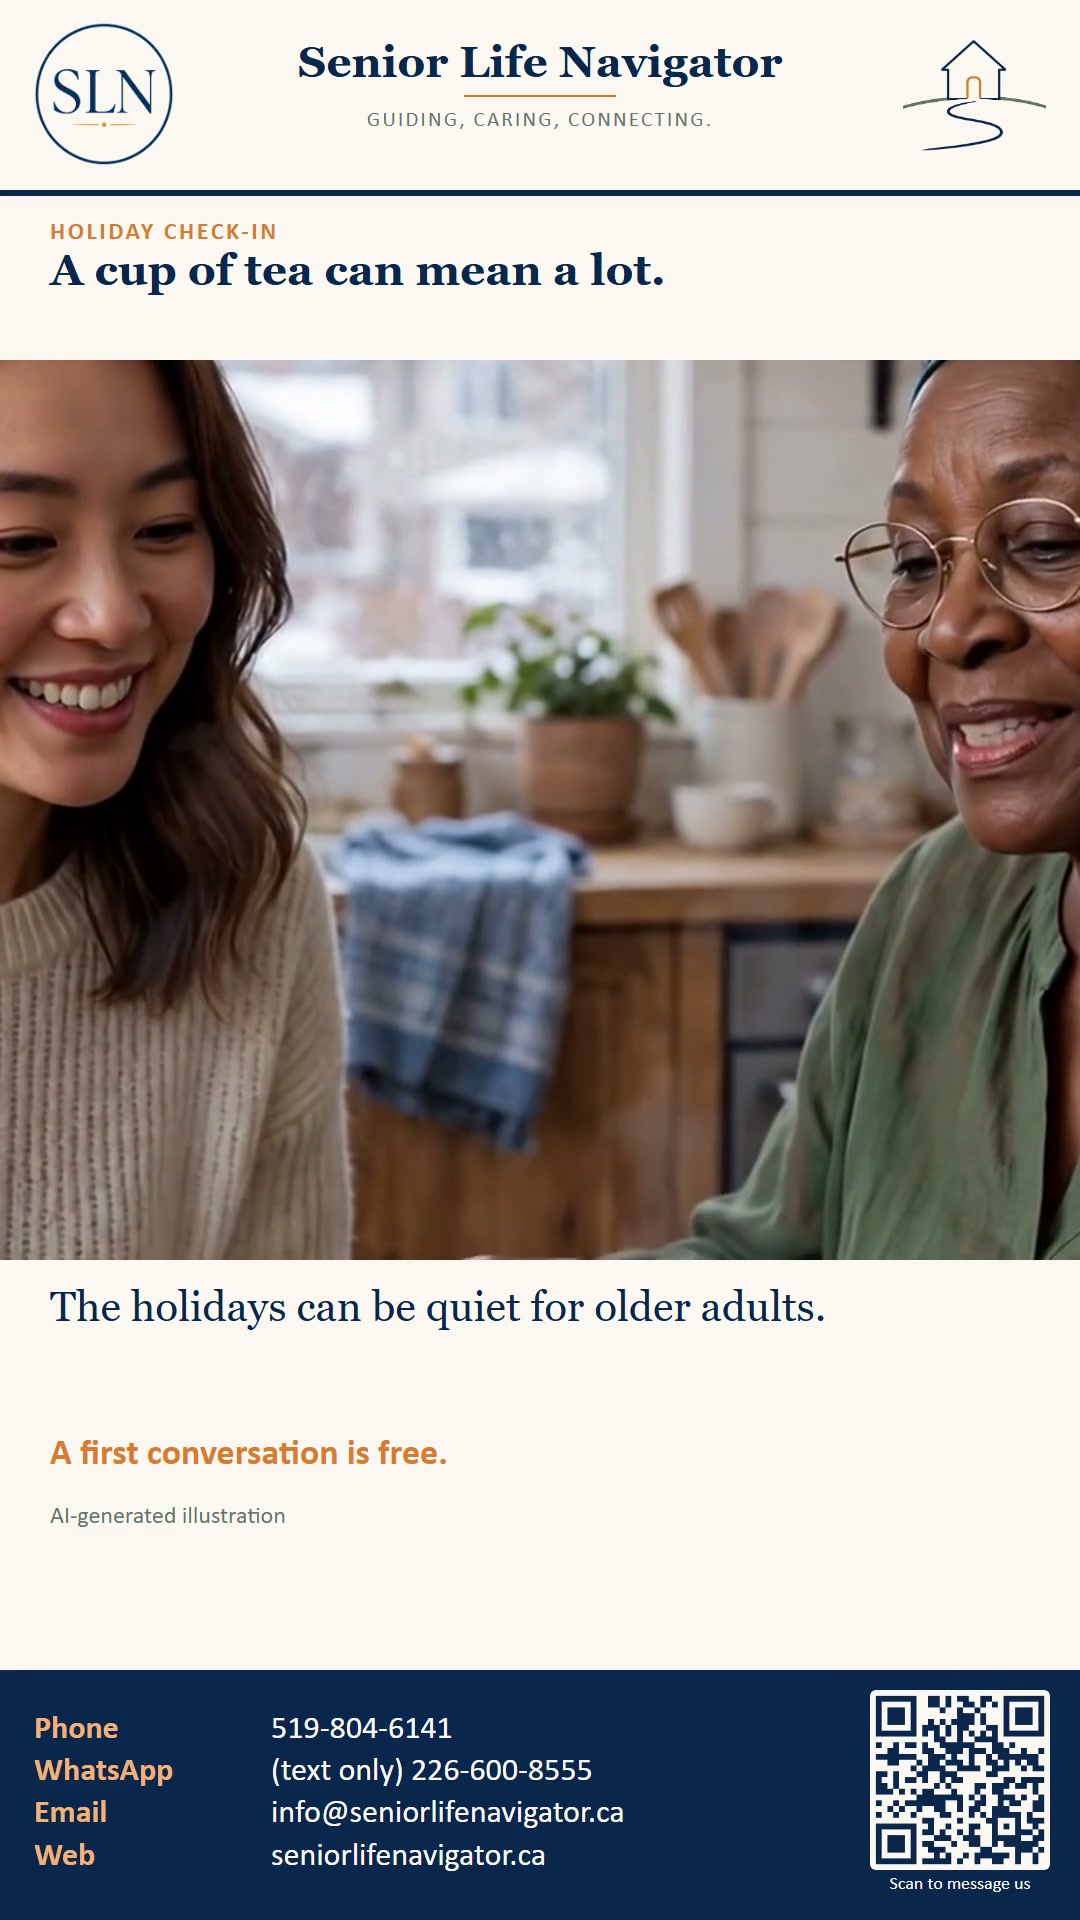 SLN
Senior Life Navigator
GUIDING, CARING, CONNECTING.
HOLIDAY CHECK-IN
A cup of tea can mean a lot.
The holidays can be quiet for older adults.
A first conversation is free.
AI-generated illustration
Phone 519-804-6141
WhatsApp (text only) 226-600-8555
Email info@seniorlifenavigator.ca
Web seniorlifenavigator.ca
Scan to message us